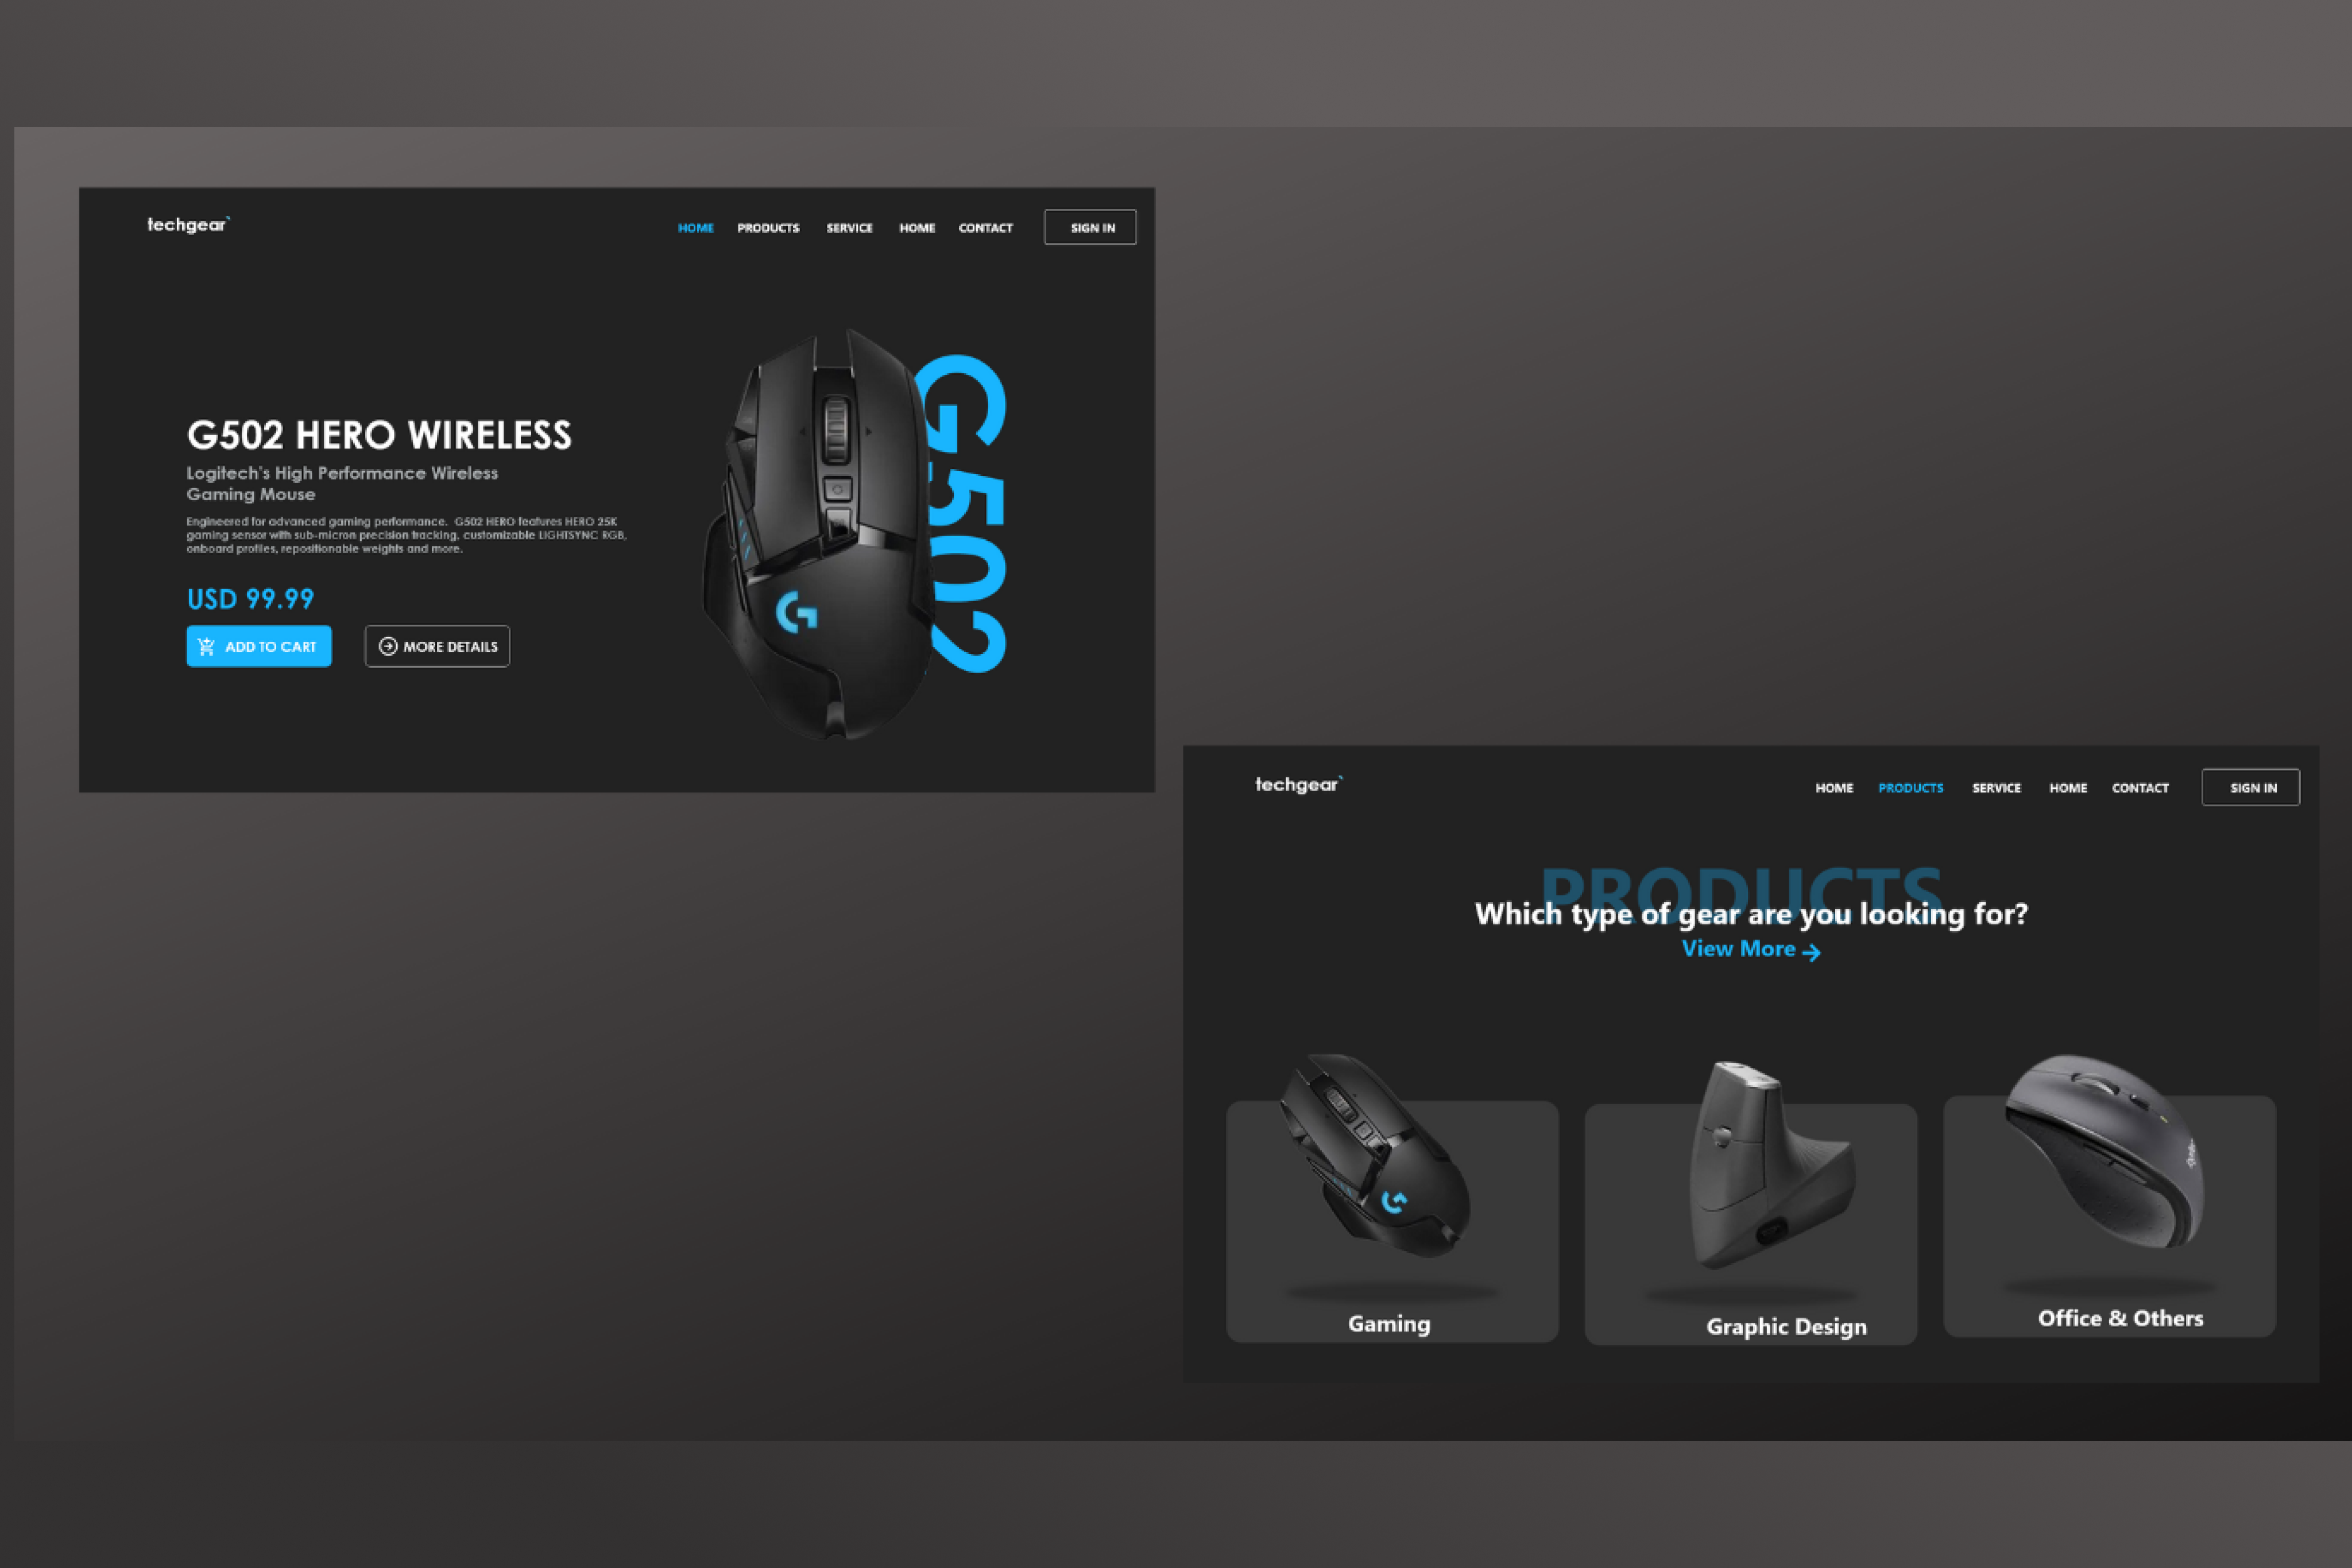 techgear`
HOME PRODUCTS SERVICE HOME CONTACT SIGN IN
G502 HERO WIRELESS
Logitech's High Performance Wireless
Gaming Mouse
Engineered for advanced gaming performance. G502 HERO features HERO 25K
gaming sensor with sub-micron precision tracking, customizable LIGHTSYNC RGB,
onboard profiles, repositionable weights and more.
USD 99.99
ADD TO CART MORE DETAILS
G502
techgear`
HOME PRODUCTS SERVICE HOME CONTACT SIGN IN
PRODUCTS
Which type of gear are you looking for?
View More →
Gaming
Graphic Design
Office & Others